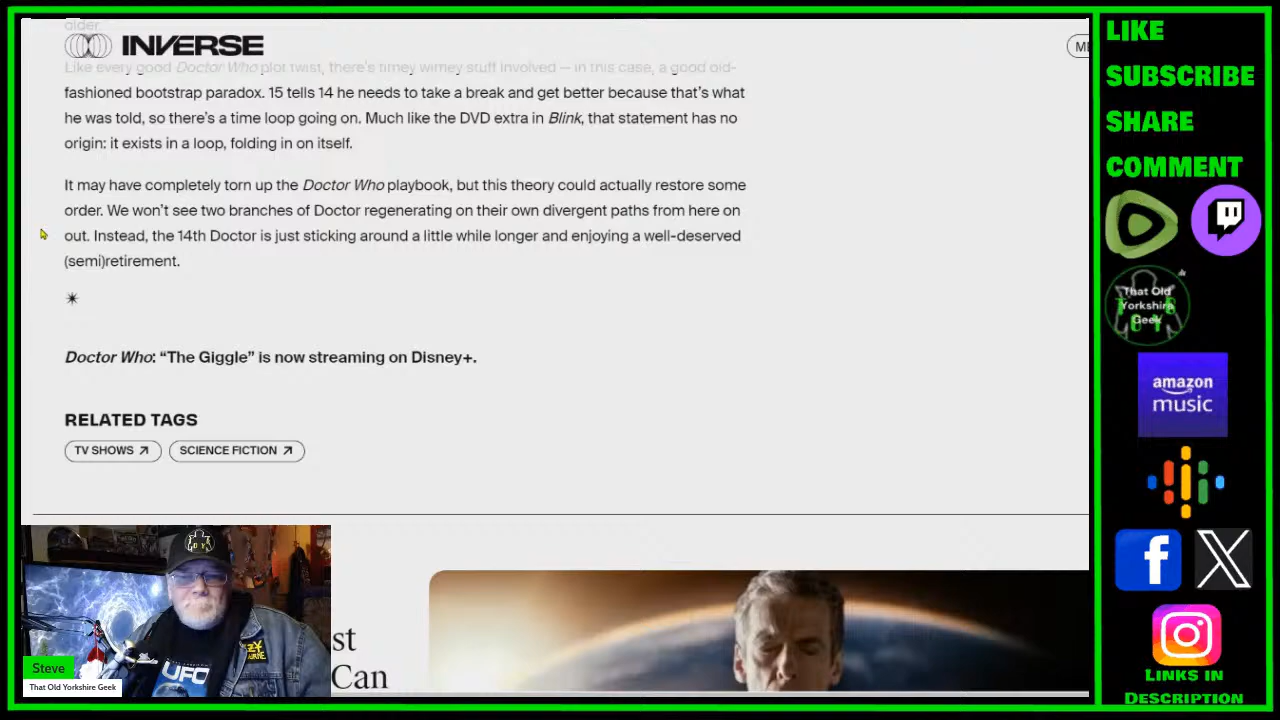 older.
INVERSE
ME
Like every good Doctor Who plot twist, there's timey wimey stuff involved — in this case, a good old-
fashioned bootstrap paradox. 15 tells 14 he needs to take a break and get better because that's what
he was told, so there's a time loop going on. Much like the DVD extra in Blink, that statement has no
origin: it exists in a loop, folding in on itself.
It may have completely torn up the Doctor Who playbook, but this theory could actually restore some
order. We won't see two branches of Doctor regenerating on their own divergent paths from here on
out. Instead, the 14th Doctor is just sticking around a little while longer and enjoying a well-deserved
(semi)retirement.
Doctor Who: “The Giggle” is now streaming on Disney+.
RELATED TAGS
TV SHOWS
SCIENCE FICTION
st
Can
UFO
Steve
That Old Yorkshire Geek
LIKE
SUBSCRIBE
SHARE
COMMENT
That Old
Yorkshire
Geek
amazon
music
f
X
LINKS IN
DESCRIPTION